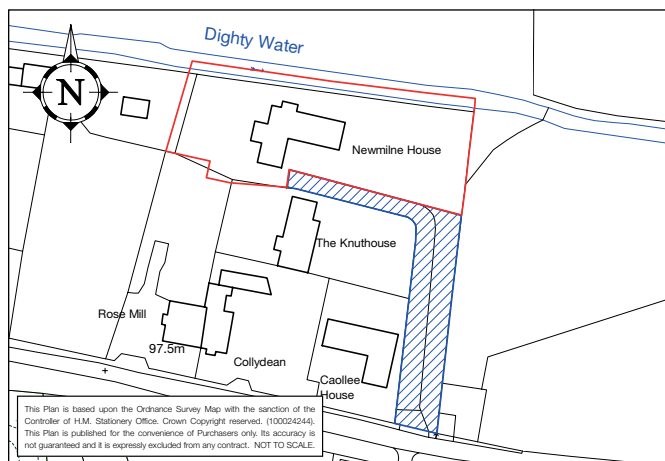 Dighty Water
N
Newmilne House
The Knuthouse
Rose Mill
97.5m
Collydean
Caollee
House
This Plan is based upon the Ordnance Survey Map with the sanction of the
Controller of H.M. Stationery Office. Crown Copyright reserved. (100024244).
This Plan is published for the convenience of Purchasers only. Its accuracy is
not guaranteed and it is expressly excluded from any contract. NOT TO SCALE.